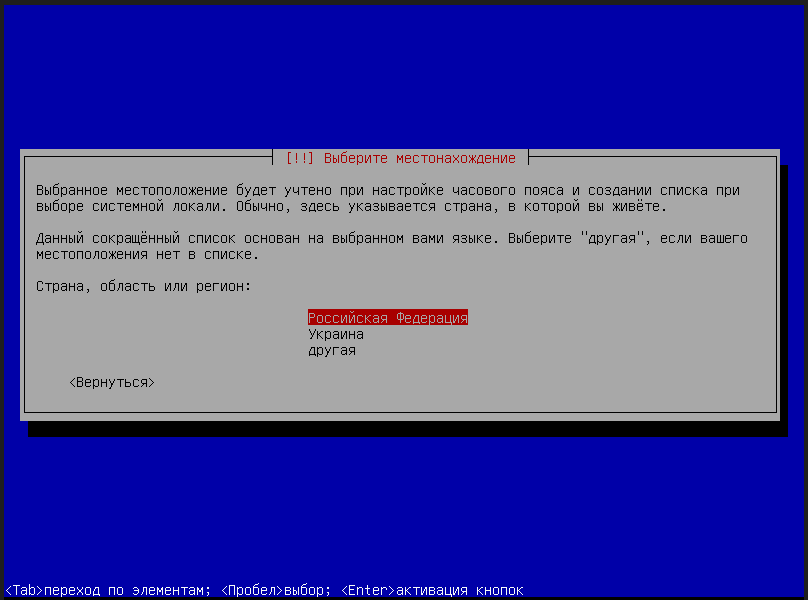 [!!] Выберите местонахождение
Выбранное местоположение будет учтено при настройке часового пояса и создании списка при
выборе системной локали. Обычно, здесь указывается страна, в которой вы живёте.
Данный сокращённый список основан на выбранном вами языке. Выберите "другая", если вашего
местоположения нет в списке.
Страна, область или регион:
Российская Федерация
Украина
другая
<Вернуться>
<Tab>переход по элементам; <Пробел>выбор; <Enter>активация кнопок